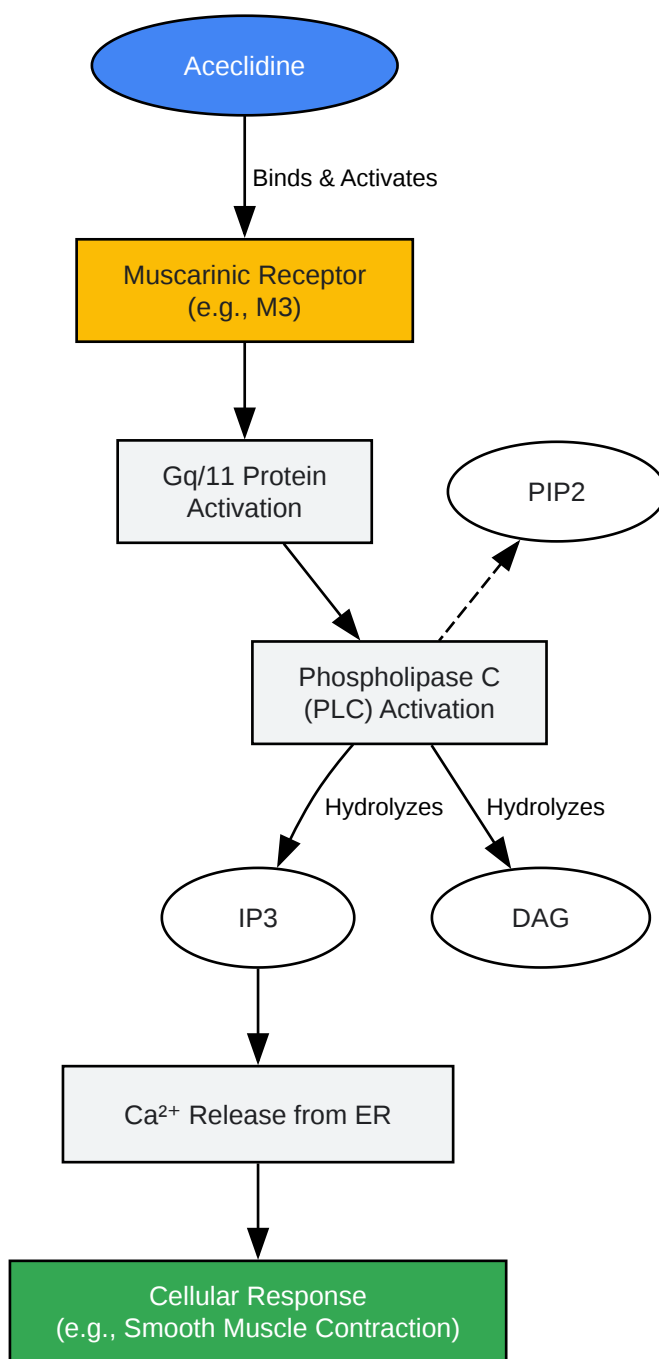 Aceclidine
Binds & Activates
Muscarinic Receptor
(e.g., M3)
Gq/11 Protein
Activation
PIP2
Phospholipase C
(PLC) Activation
Hydrolyzes
Hydrolyzes
IP3
DAG
Ca²⁺ Release from ER
Cellular Response
(e.g., Smooth Muscle Contraction)